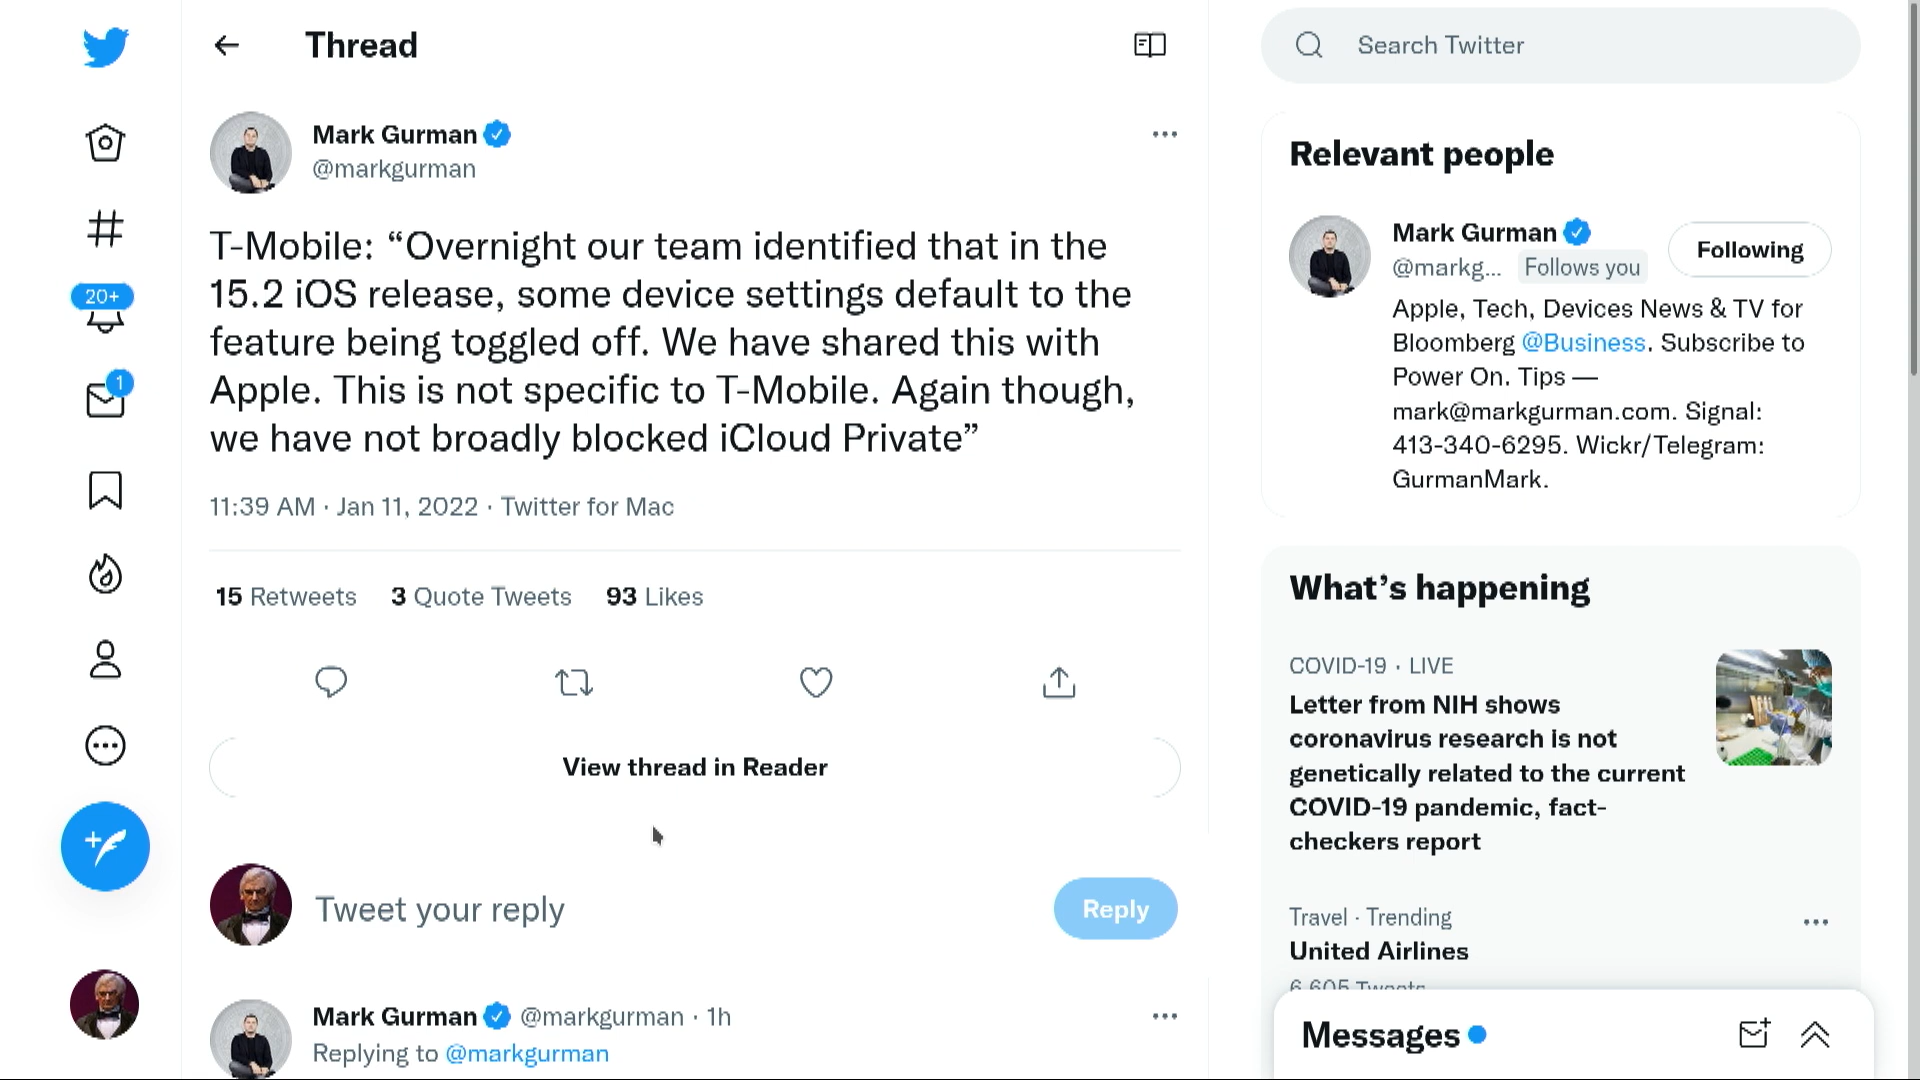 Thread
Search Twitter
Mark Gurman
@markgurman
T-Mobile: “Overnight our team identified that in the
15.2 iOS release, some device settings default to the
feature being toggled off. We have shared this with
Apple. This is not specific to T-Mobile. Again though,
we have not broadly blocked iCloud Private”
11:39 AM · Jan 11, 2022 · Twitter for Mac
15 Retweets 3 Quote Tweets 93 Likes
View thread in Reader
Tweet your reply
Reply
Mark Gurman @markgurman · 1h
Replying to @markgurman
20+
1
Relevant people
Mark Gurman
@markg... Follows you
Following
Apple, Tech, Devices News & TV for
Bloomberg @Business. Subscribe to
Power On. Tips —
mark@markgurman.com. Signal:
413-340-6295. Wickr/Telegram:
GurmanMark.
What’s happening
COVID-19 · LIVE
Letter from NIH shows
coronavirus research is not
genetically related to the current
COVID-19 pandemic, fact-
checkers report
Travel · Trending
United Airlines
6,605 Tweets
Messages